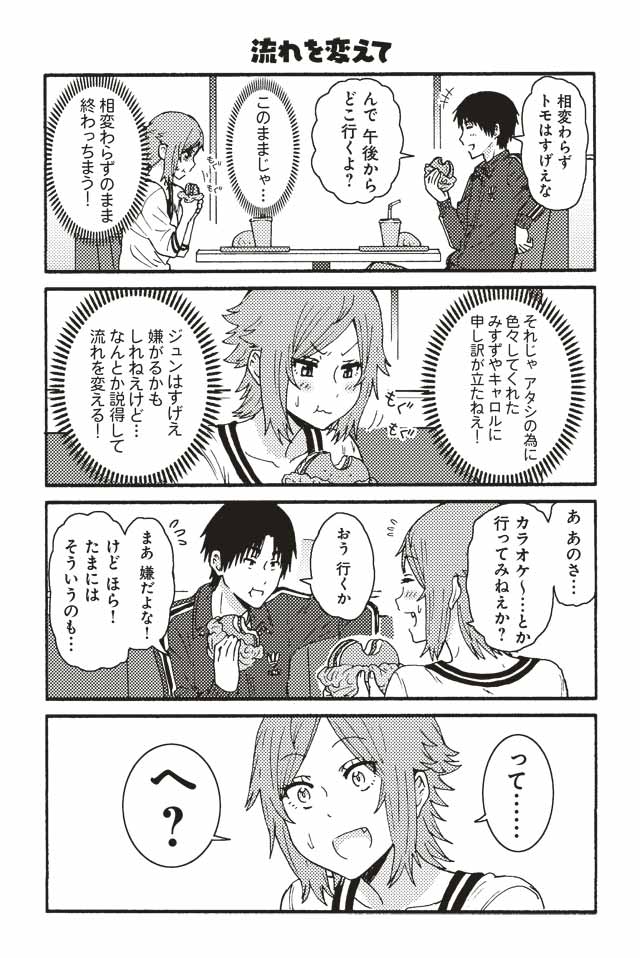 流れを変えて
相変わらず
トモはすげえな
んで 午後から
どこ行くよ?
このままじゃ…
相変わらずのまま
終わっちまう!
もぐもぐ
それじゃ アタシの為に
色々してくれた
みすずやキャロルに
申し訳が立たねえ!
ジュンはすげえ
嫌がるかも
しれねえけど…
なんとか説得して
流れを変える!
もぐ
もぐ
あ あのさ…
カラオケ~…とか
行ってみねえか?
おう 行くか
まあ 嫌だよな!
けど ほら!
たまには
そういうのも…
って……
へ?